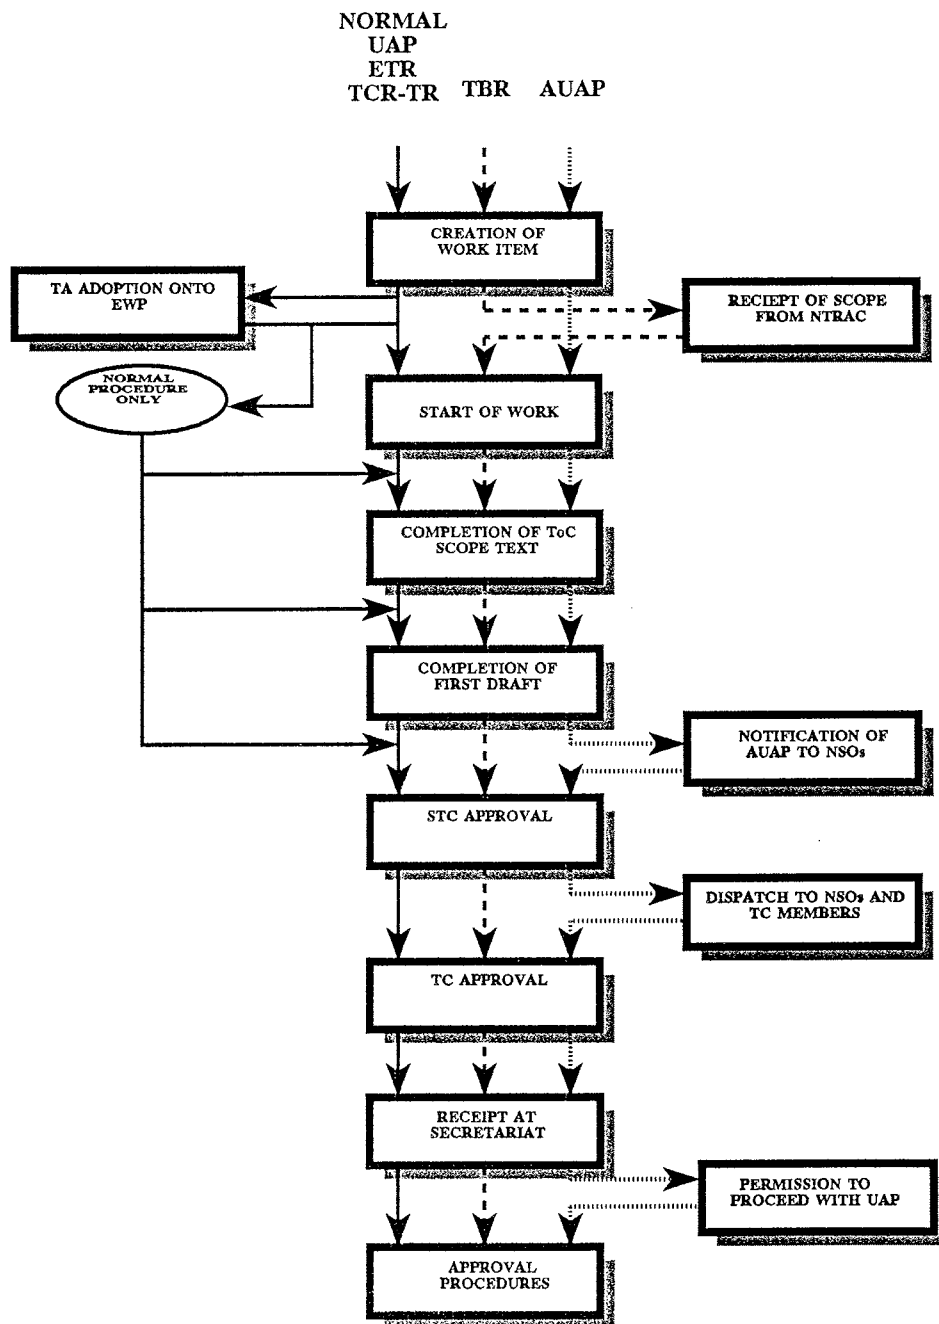 NORMAL
UAP
ETR
TCR-TR
TBR
AUAP
CREATION OF
WORK ITEM
TA ADOPTION ONTO
EWP
RECIEPT OF SCOPE
FROM NTRAC
NORMAL
PROCEDURE
ONLY
START OF WORK
COMPLETION OF ToC
SCOPE TEXT
COMPLETION OF
FIRST DRAFT
NOTIFICATION OF
AUAP TO NSOs
STC APPROVAL
DISPATCH TO NSOs AND
TC MEMBERS
TC APPROVAL
RECEIPT AT
SECRETARIAT
PERMISSION TO
PROCEED WITH UAP
APPROVAL
PROCEDURES